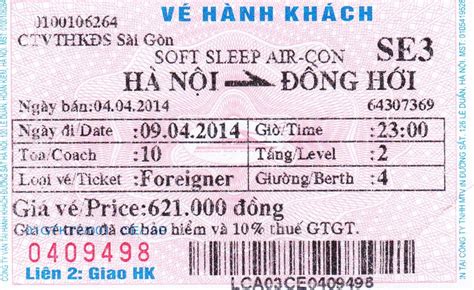 VÉ HÀNH KHÁCH
0100106264
CTVTHKĐS Sài Gòn
SE3
SOFT SLEEP AIR-CON
HÀ NỘI → ĐỒNG HỚI
Ngày bán:04.04.2014 64307369
Ngày đi/Date :09.04.2014 Giờ/Time :23:00
Toa/Coach :10 Tầng/Level :2
Loại vé/Ticket :Foreigner Giường/Berth :4
Giá vé/Price:621.000 đồng
Giá vé trên đã có bảo hiểm và 10% thuế GTGT.
0409498
Liên 2: Giao HK
LCA03CE0409498